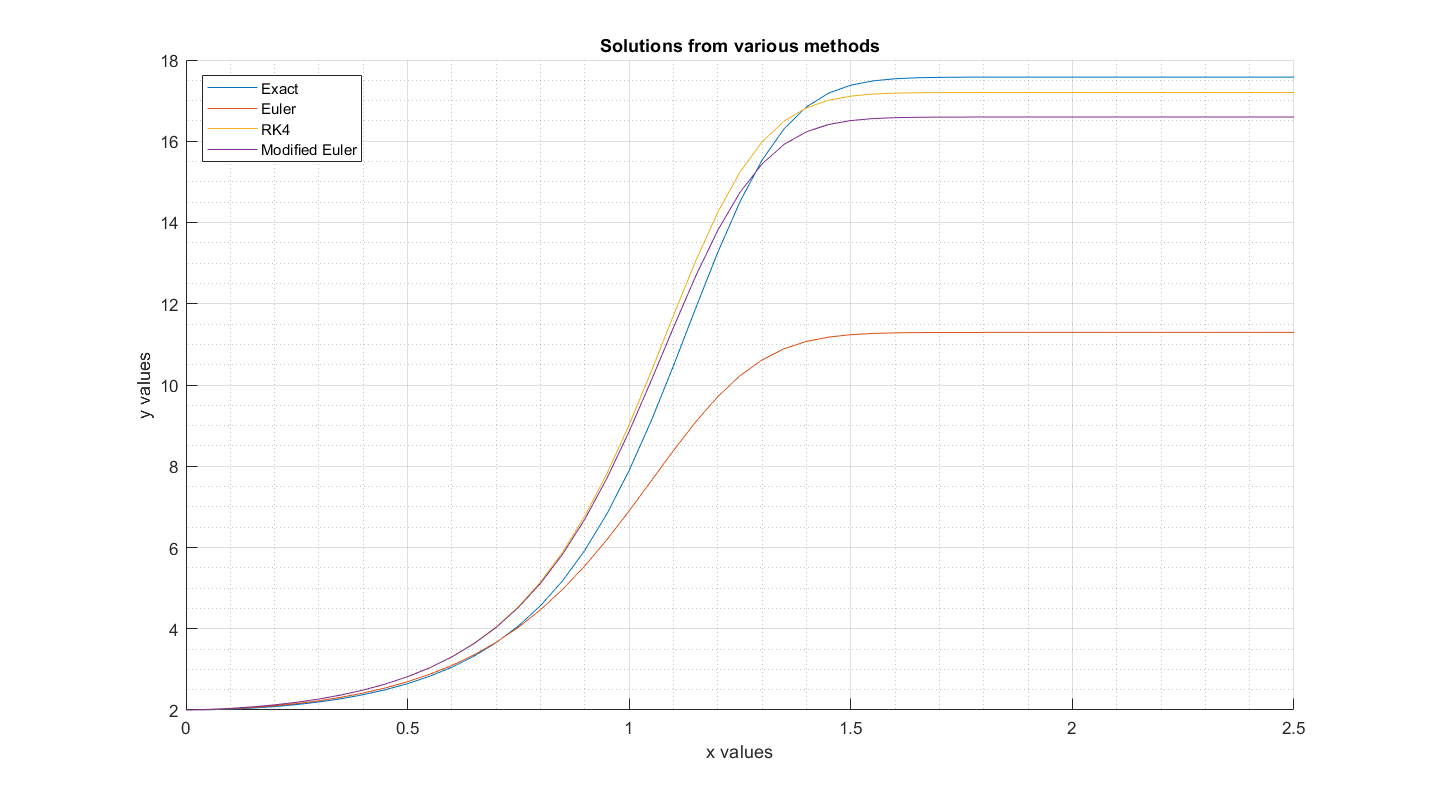 Solutions from various methods
18
16
14
12
10
8
6
4
2
Exact
Euler
RK4
Modified Euler
y values
0
0.5
1
1.5
2
2.5
x values